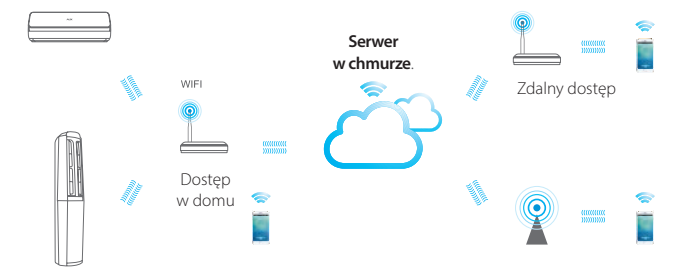 Serwer
w chmurze.
WIFI
Zdalny dostęp
Dostęp
w domu